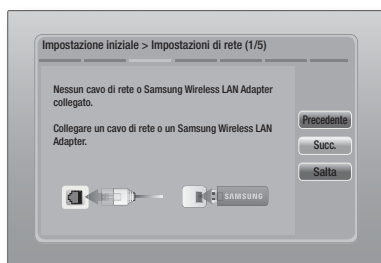 Impostazione iniziale > Impostazioni di rete (1/5)
Nessun cavo di rete o Samsung Wireless LAN Adapter
collegato.
Collegare un cavo di rete o un Samsung Wireless LAN
Adapter.
Precedente
Succ.
Salta
SAMSUNG